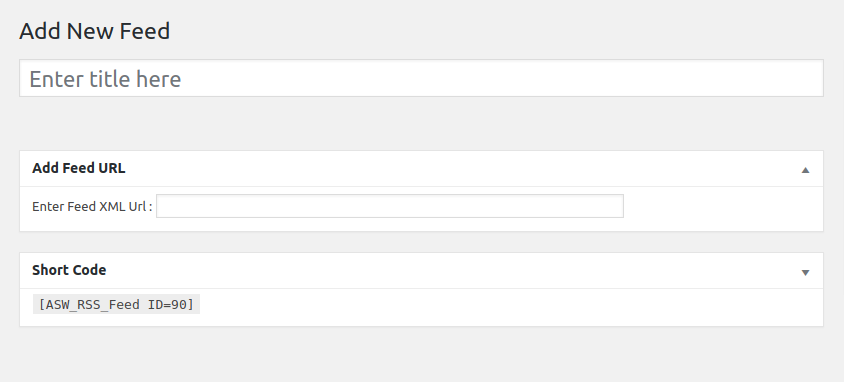 Add New Feed
Enter title here
Add Feed URL
Enter Feed XML Url :
Short Code
[ASW_RSS_Feed ID=90]